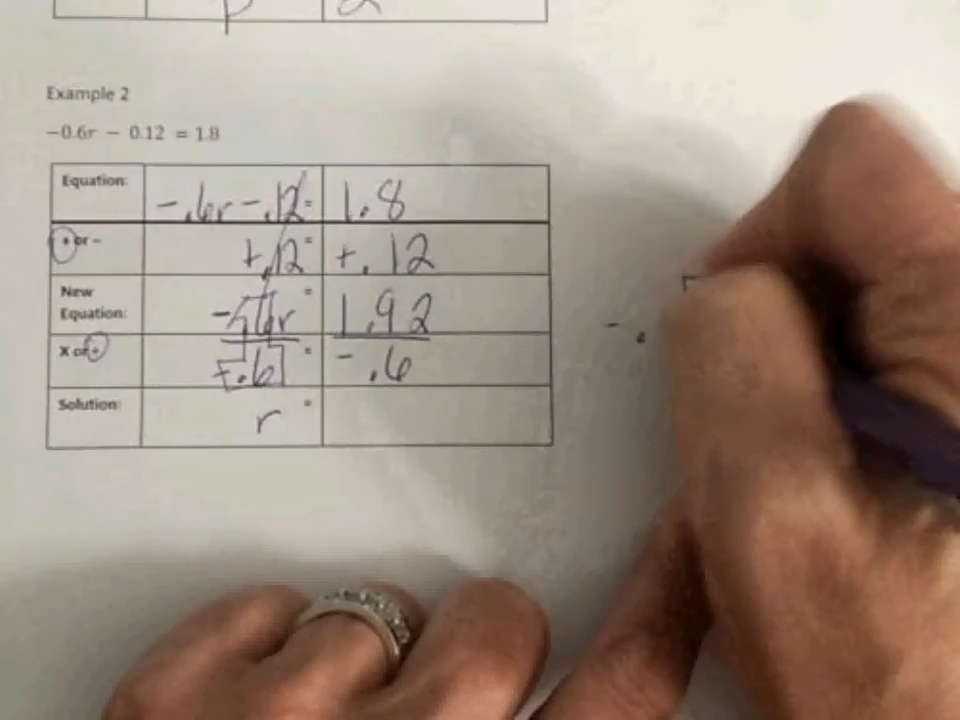 Example 2
−0.6r − 0.12 = 1.8
Equation: -.6r -.12 = 1.8
+ or − +.12 = +.12
New
Equation: -.6r = 1.92
X or ÷ -.6 = -.6
Solution: r =
- .